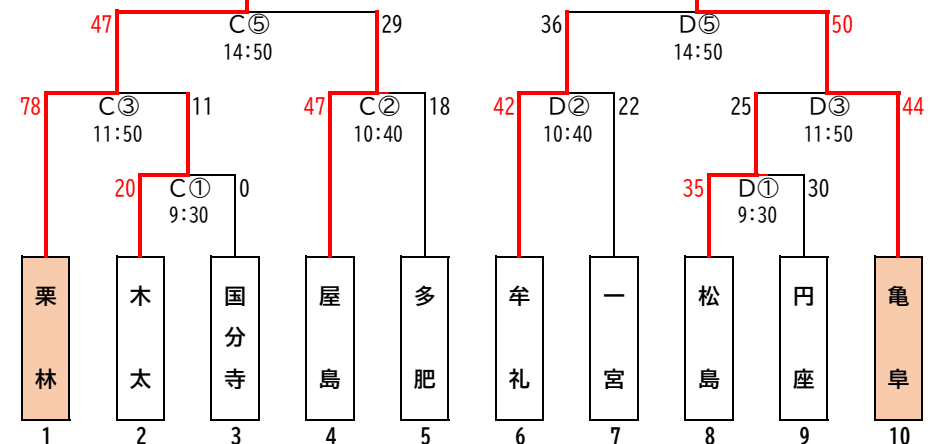 47 C⑤ 29 36 D⑤ 50
14:50 14:50
78 C③ 11 47 C② 18 42 D② 22 25 D③ 44
11:50 10:40 10:40 11:50
20 C① 0 35 D① 30
9:30 9:30
栗林 木太 国分寺 屋島 多肥 牟礼 一宮 松島 円座 亀阜
1 2 3 4 5 6 7 8 9 10